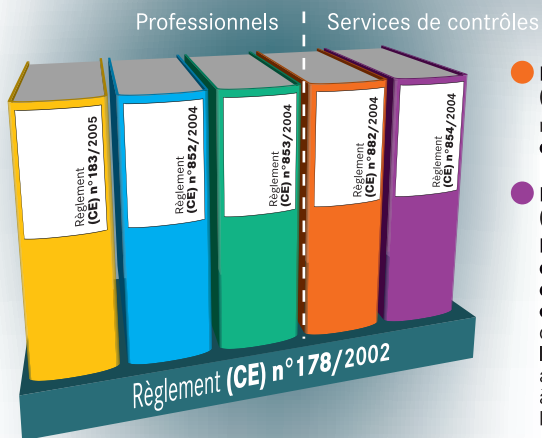 Professionnels
Services de contrôles
Règlement
(CE) n°183/2005
Règlement
(CE) n°852/2004
Règlement
(CE) n°853/2004
Règlement
(CE) n°882/2004
Règlement
(CE) n°854/2004
Règlement (CE) n°178/2002